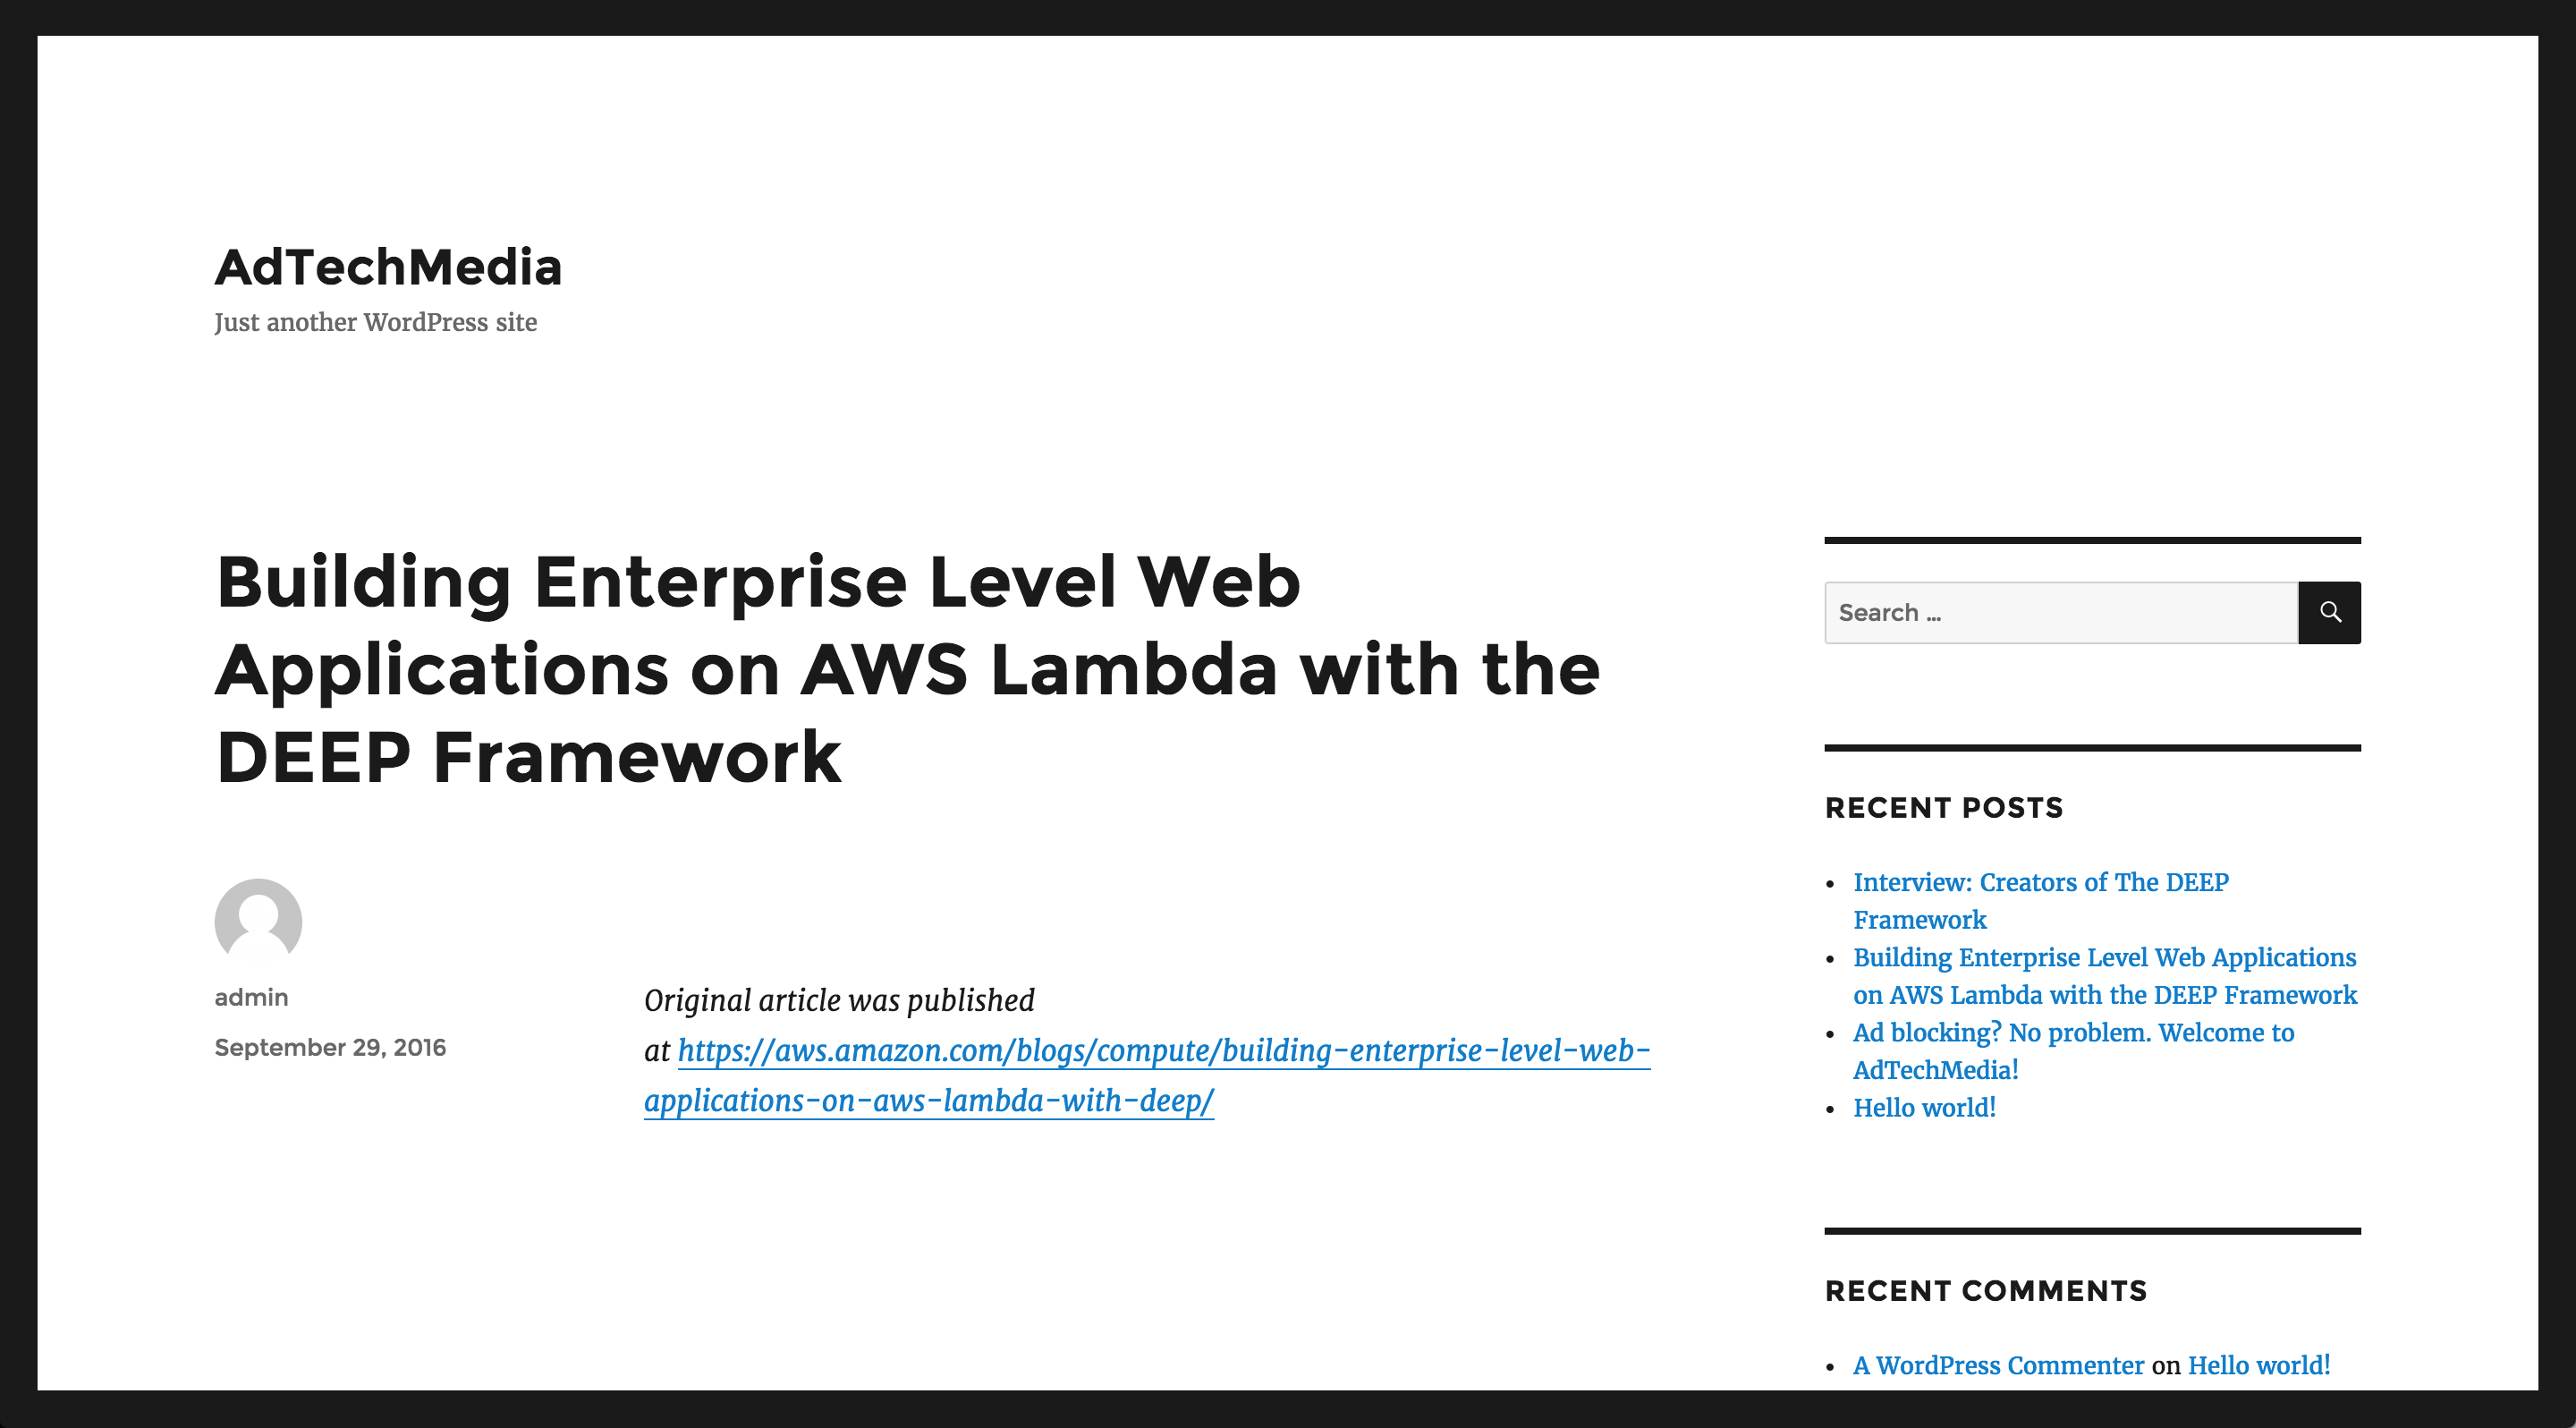 AdTechMedia
Just another WordPress site
Building Enterprise Level Web
Applications on AWS Lambda with the
DEEP Framework
admin
September 29, 2016
Original article was published
at https://aws.amazon.com/blogs/compute/building-enterprise-level-web-
applications-on-aws-lambda-with-deep/
Search ...
RECENT POSTS
Interview: Creators of The DEEP
Framework
Building Enterprise Level Web Applications
on AWS Lambda with the DEEP Framework
Ad blocking? No problem. Welcome to
AdTechMedia!
Hello world!
RECENT COMMENTS
A WordPress Commenter on Hello world!